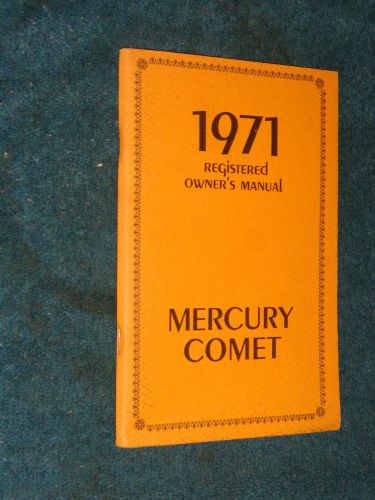 1971
REGISTERED
OWNER'S MANUAL
MERCURY
COMET